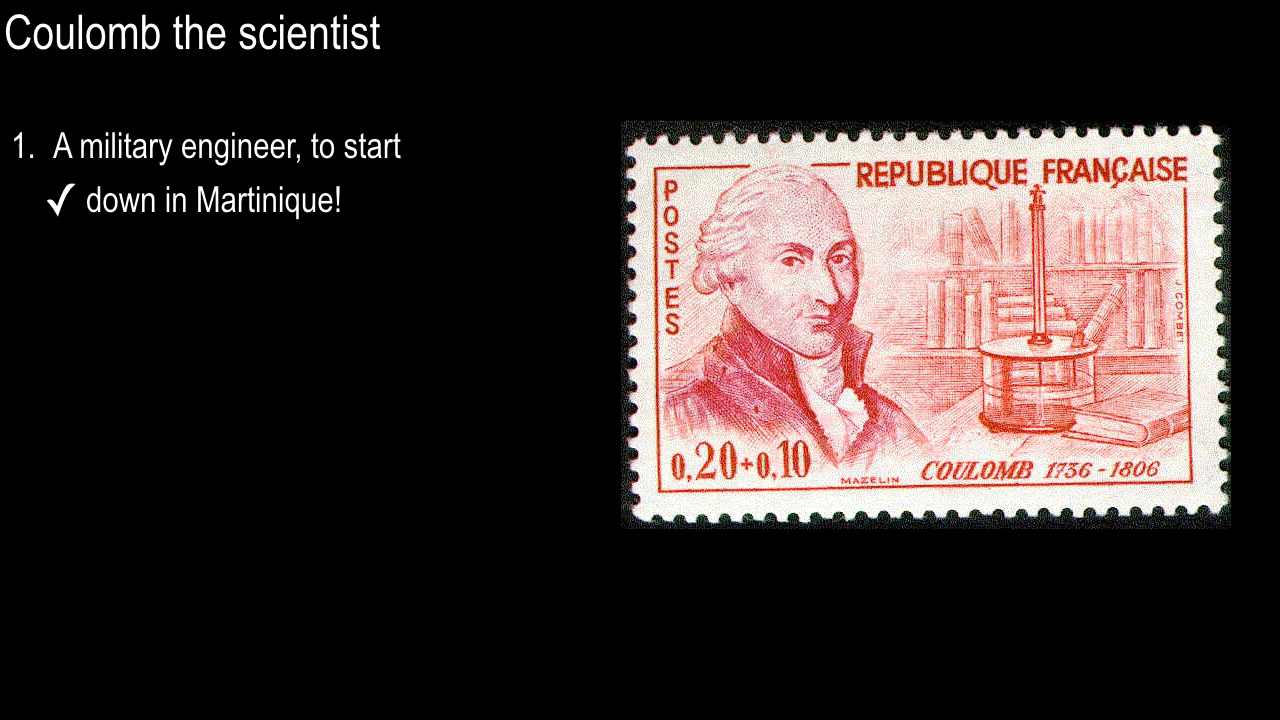 Coulomb the scientist
1. A military engineer, to start
✓ down in Martinique!
REPUBLIQUE FRANÇAISE
POSTES
J. COMBET
0,20+0,10
MAZELIN
COULOMB 1736-1806